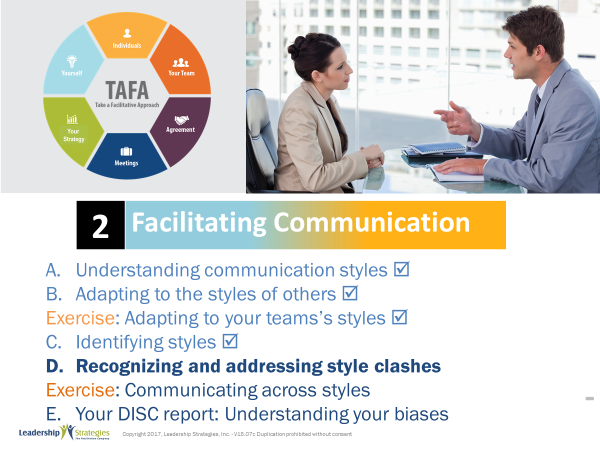 Individuals
Yourself
Your Team
TAFA
Take a Facilitative Approach
Your
Strategy
Agreement
Meetings
2 Facilitating Communication
A. Understanding communication styles ☑
B. Adapting to the styles of others ☑
Exercise: Adapting to your teams's styles ☑
C. Identifying styles ☑
D. Recognizing and addressing style clashes
Exercise: Communicating across styles
E. Your DISC report: Understanding your biases
Leadership Strategies
The Facilitation Company
Copyright 2017, Leadership Strategies, Inc. - V15.07c Duplication prohibited without consent